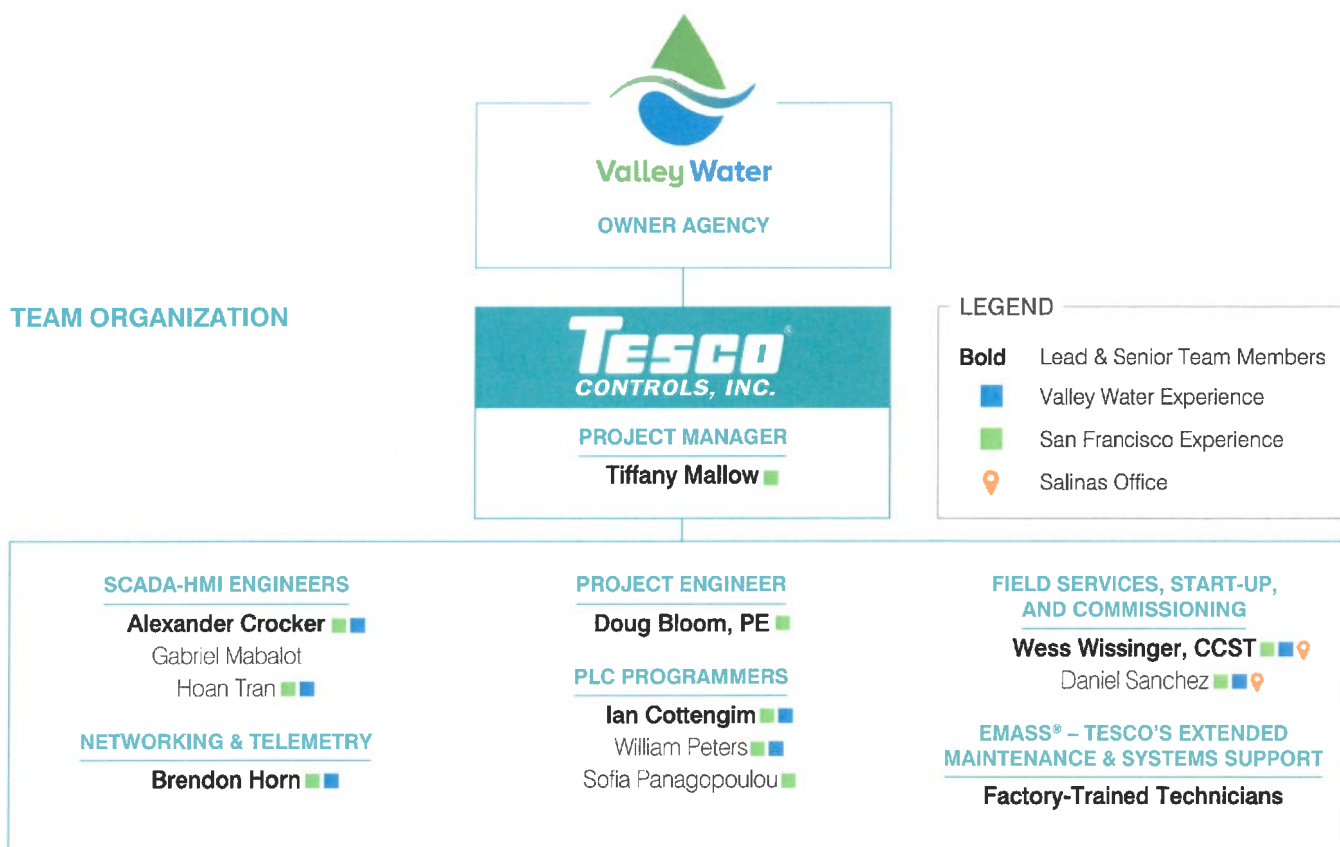 Valley Water
OWNER AGENCY
TEAM ORGANIZATION
TESCO®
CONTROLS, INC.
PROJECT MANAGER
Tiffany Mallow
LEGEND
Bold Lead & Senior Team Members
Valley Water Experience
San Francisco Experience
Salinas Office
SCADA-HMI ENGINEERS
Alexander Crocker
Gabriel Mabalot
Hoan Tran
NETWORKING & TELEMETRY
Brendon Horn
PROJECT ENGINEER
Doug Bloom, PE
PLC PROGRAMMERS
Ian Cottengim
William Peters
Sofia Panagopoulou
FIELD SERVICES, START-UP,
AND COMMISSIONING
Wess Wissinger, CCST
Daniel Sanchez
EMASS® – TESCO'S EXTENDED
MAINTENANCE & SYSTEMS SUPPORT
Factory-Trained Technicians